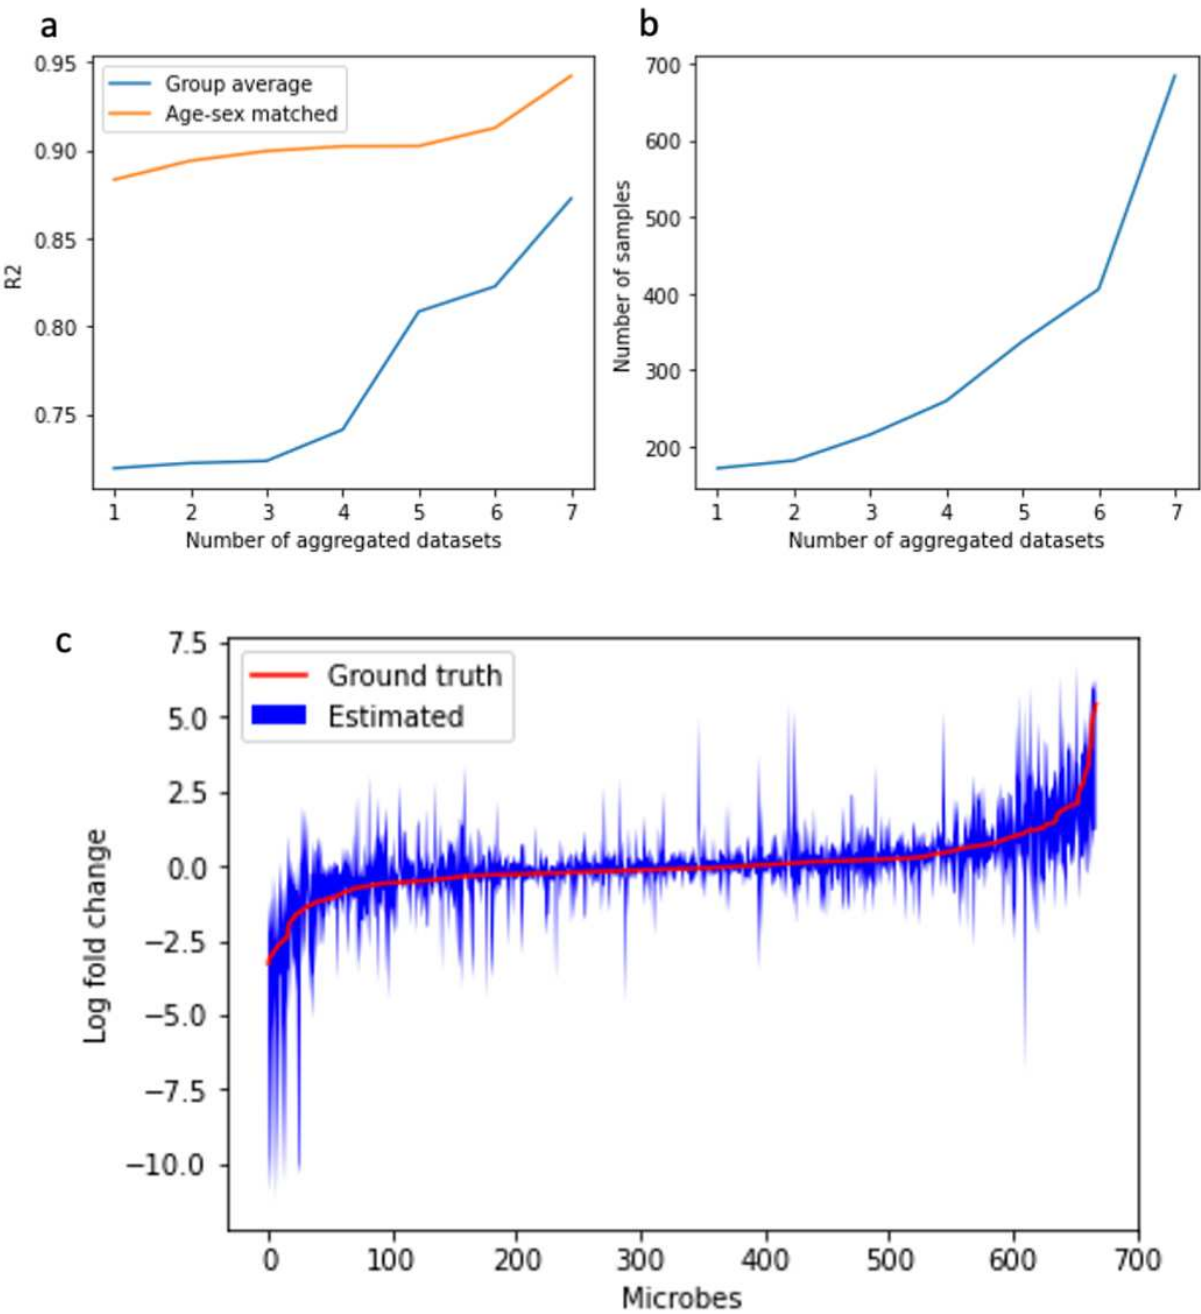 a
0.95
0.90
0.85
0.80
0.75
R2
Group average
Age-sex matched
1 2 3 4 5 6 7
Number of aggregated datasets
b
700
600
500
400
300
200
Number of samples
1 2 3 4 5 6 7
Number of aggregated datasets
c
7.5
5.0
2.5
0.0
−2.5
−5.0
−7.5
−10.0
Log fold change
Ground truth
Estimated
0 100 200 300 400 500 600 700
Microbes